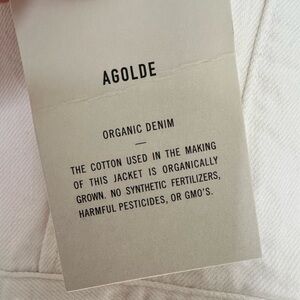 AGOLDE
ORGANIC DENIM
THE COTTON USED IN THE MAKING
OF THIS JACKET IS ORGANICALLY
GROWN. NO SYNTHETIC FERTILIZERS,
HARMFUL PESTICIDES, OR GMO'S.